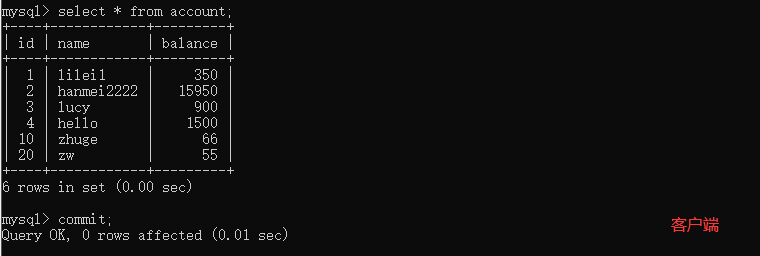 mysql> select * from account;
+----+------------+---------+
| id | name       | balance |
+----+------------+---------+
|  1 | lilei1     |     350 |
|  2 | hanmei2222 |   15950 |
|  3 | lucy       |     900 |
|  4 | hello      |    1500 |
| 10 | zhuge      |      66 |
| 20 | zw         |      55 |
+----+------------+---------+
6 rows in set (0.00 sec)
mysql> commit;
Query OK, 0 rows affected (0.01 sec)
客户端